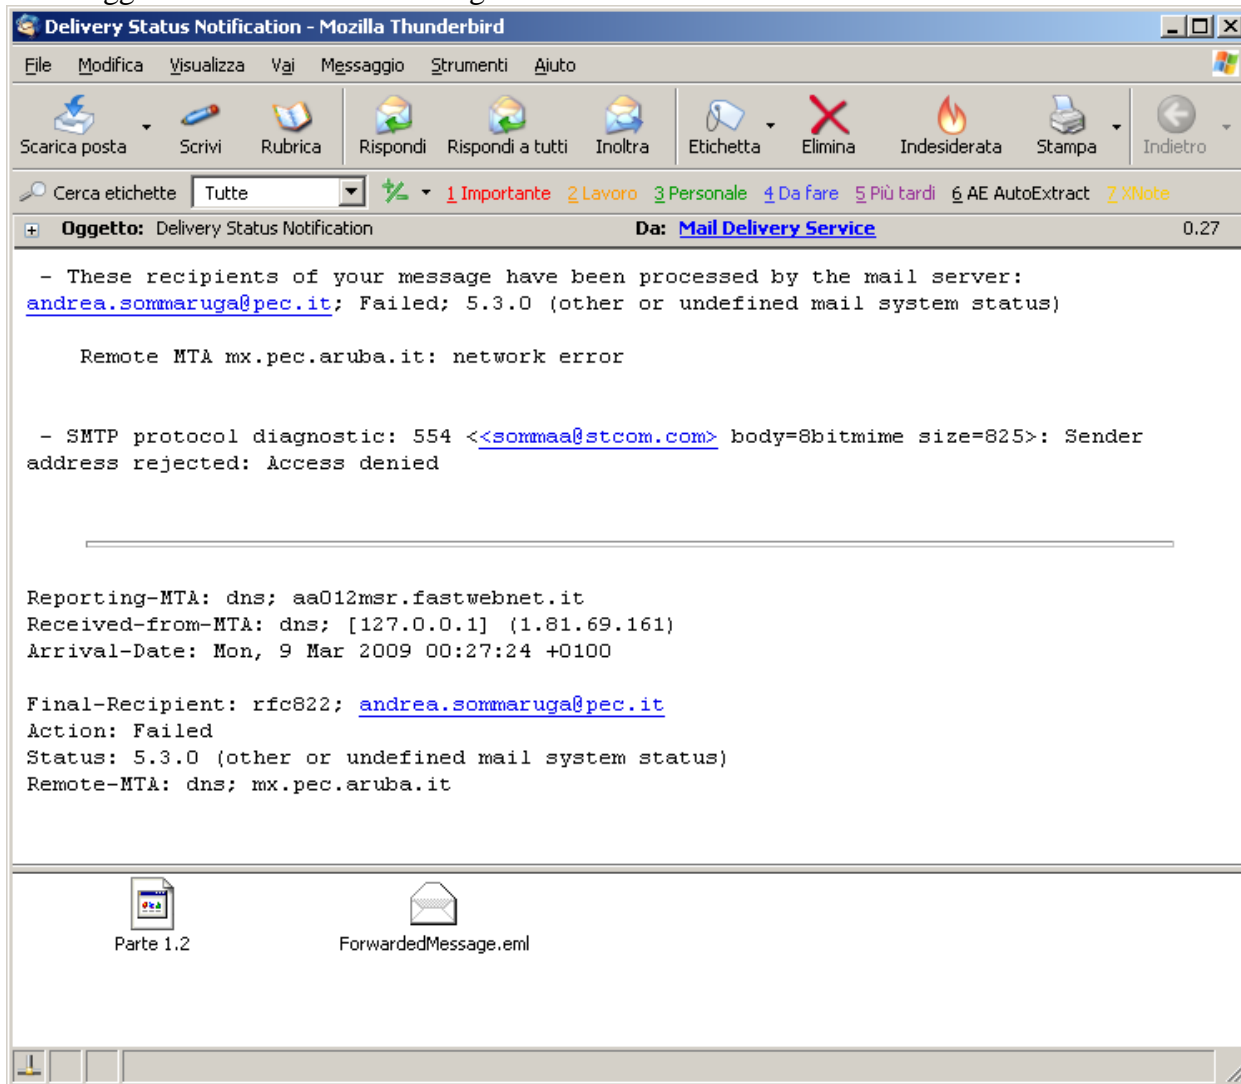 Delivery Status Notification - Mozilla Thunderbird
File Modifica Visualizza Vai Messaggio Strumenti Aiuto
Scarica posta Scrivi Rubrica Rispondi Rispondi a tutti Inoltra Etichetta Elimina Indesiderata Stampa Indietro
Cerca etichette Tutte 1 Importante 2 Lavoro 3 Personale 4 Da fare 5 Più tardi 6 AE AutoExtract 7 XNote
Oggetto: Delivery Status Notification Da: Mail Delivery Service 0.27
- These recipients of your message have been processed by the mail server:
andrea.sommaruga@pec.it; Failed; 5.3.0 (other or undefined mail system status)
Remote MTA mx.pec.aruba.it: network error
- SMTP protocol diagnostic: 554 <<sommaa@stcom.com> body=8bitmime size=825>: Sender
address rejected: Access denied
Reporting-MTA: dns; aa012msr.fastwebnet.it
Received-from-MTA: dns; [127.0.0.1] (1.81.69.161)
Arrival-Date: Mon, 9 Mar 2009 00:27:24 +0100
Final-Recipient: rfc822; andrea.sommaruga@pec.it
Action: Failed
Status: 5.3.0 (other or undefined mail system status)
Remote-MTA: dns; mx.pec.aruba.it
Parte 1.2 ForwardedMessage.eml